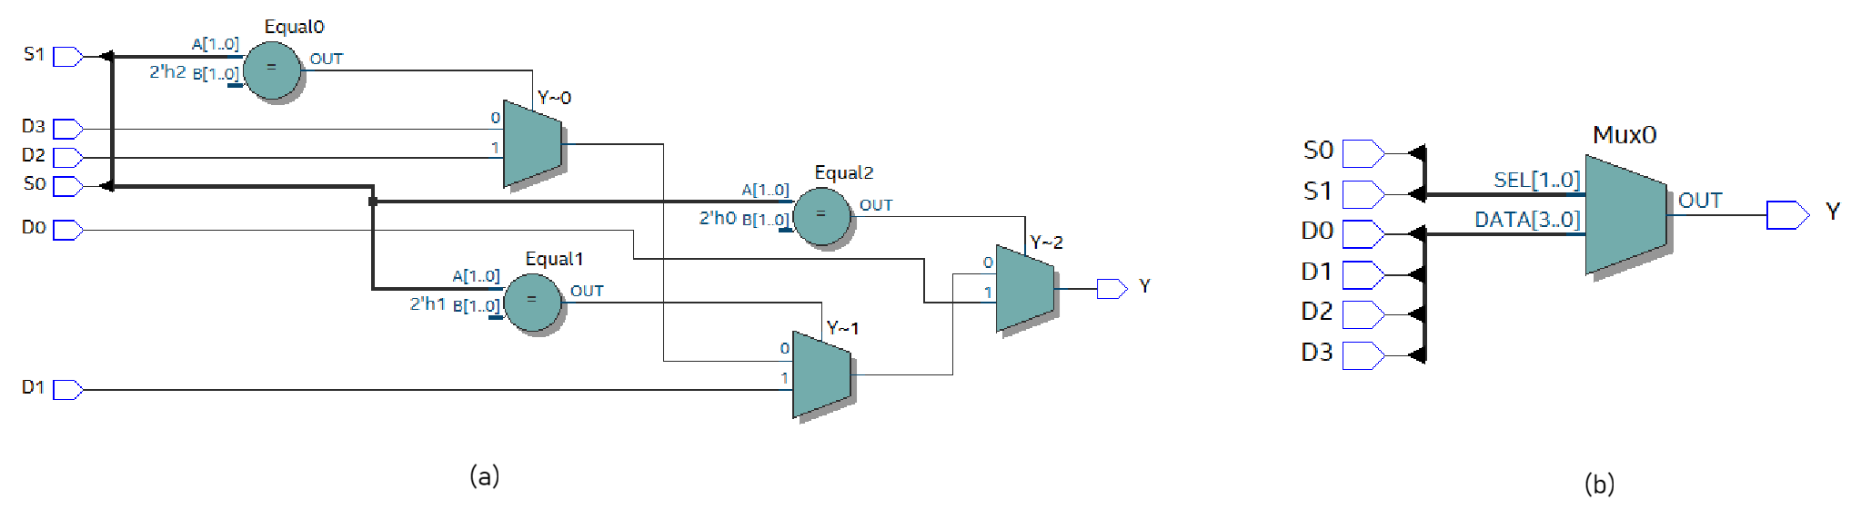 Equal0
S1
A[1..0]
2'h2 B[1..0]
=
OUT
Y~0
D3
0
D2
1
S0
D0
Equal2
A[1..0]
2'h0 B[1..0]
=
OUT
Y~2
0
1
Y
Equal1
A[1..0]
2'h1 B[1..0]
=
OUT
Y~1
0
1
D1
(a)
Mux0
S0
S1
SEL[1..0]
DATA[3..0]
OUT
Y
D0
D1
D2
D3
(b)